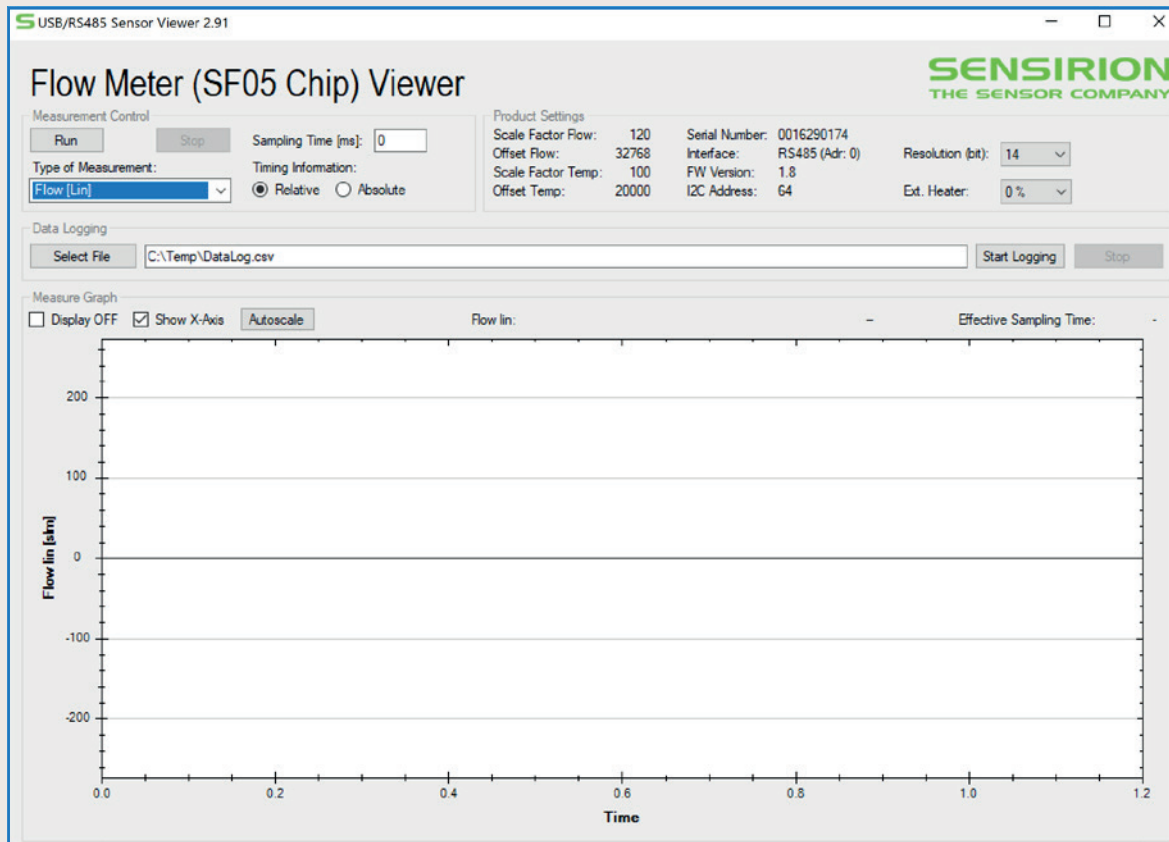 USB/RS485 Sensor Viewer 2.91
SENSIRION
THE SENSOR COMPANY
Flow Meter (SF05 Chip) Viewer
Measurement Control
Run Stop Sampling Time [ms]: 0
Type of Measurement: Timing Information:
Flow [Lin] Relative Absolute
Product Settings
Scale Factor Flow: 120 Serial Number: 0016290174
Offset Flow: 32768 Interface: RS485 (Adr: 0) Resolution (bit): 14
Scale Factor Temp: 100 FW Version: 1.8
Offset Temp: 20000 I2C Address: 64 Ext. Heater: 0 %
Data Logging
Select File C:\Temp\DataLog.csv Start Logging Stop
Measure Graph
Display OFF Show X-Axis Autoscale Flow lin: – Effective Sampling Time: -
200
100
0
-100
-200
Flow lin [slm]
0.0 0.2 0.4 0.6 0.8 1.0 1.2
Time